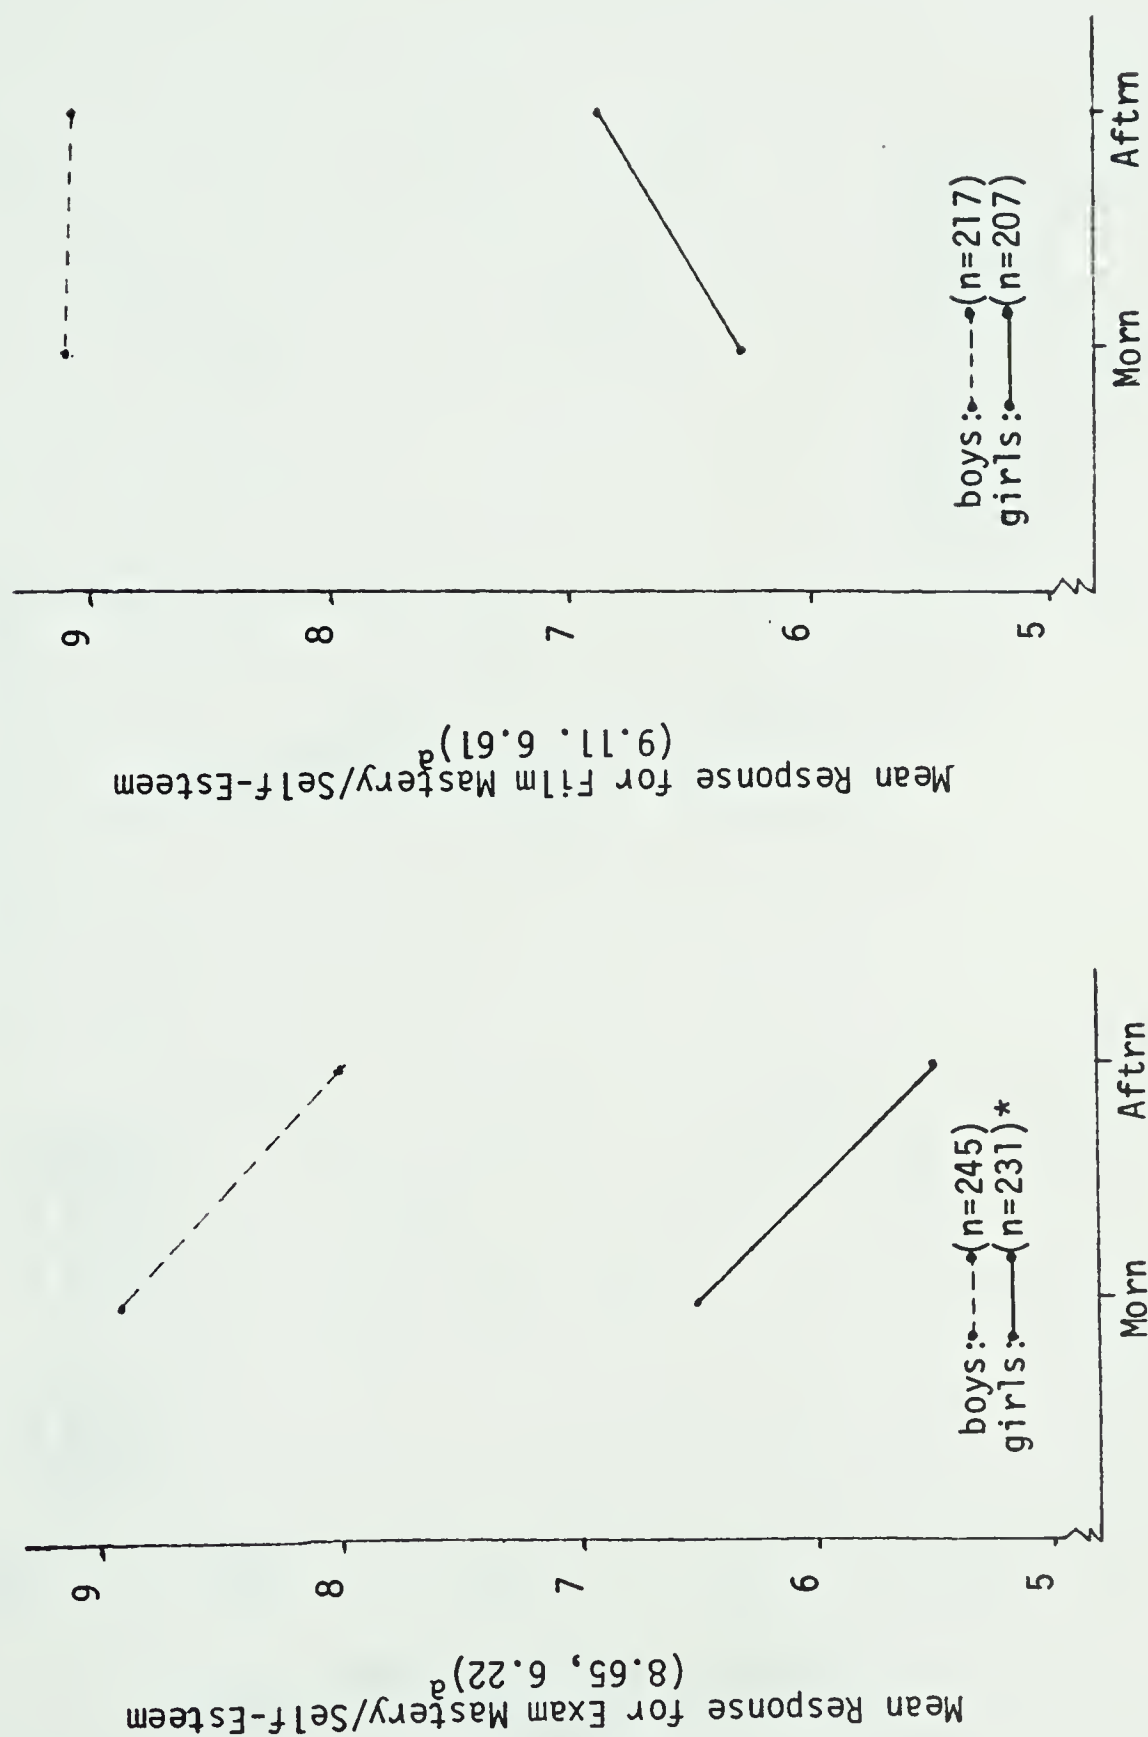 Mean Response for Exam Mastery/Self-Esteem
(8.65, 6.22)a
9
8
7
6
5
boys: (n=245)
girls: (n=231)*
Morn
Aftrn
Mean Response for Film Mastery/Self-Esteem
(9.11. 6.61)a
9
8
7
6
5
boys: (n=217)
girls: (n=207)
Morn
Aftrn